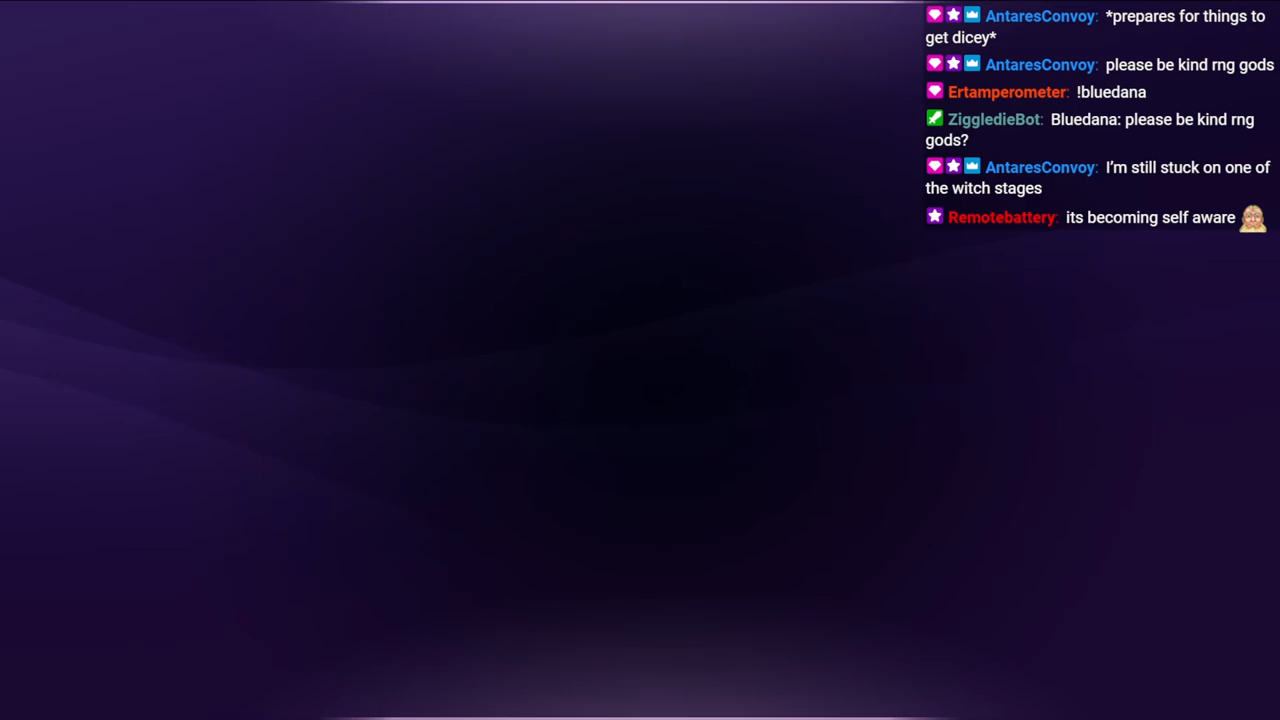 AntaresConvoy: *prepares for things to
get dicey*
AntaresConvoy: please be kind rng gods
Ertamperometer: !bluedana
ZiggledieBot: Bluedana: please be kind rng
gods?
AntaresConvoy: I’m still stuck on one of
the witch stages
Remotebattery: its becoming self aware